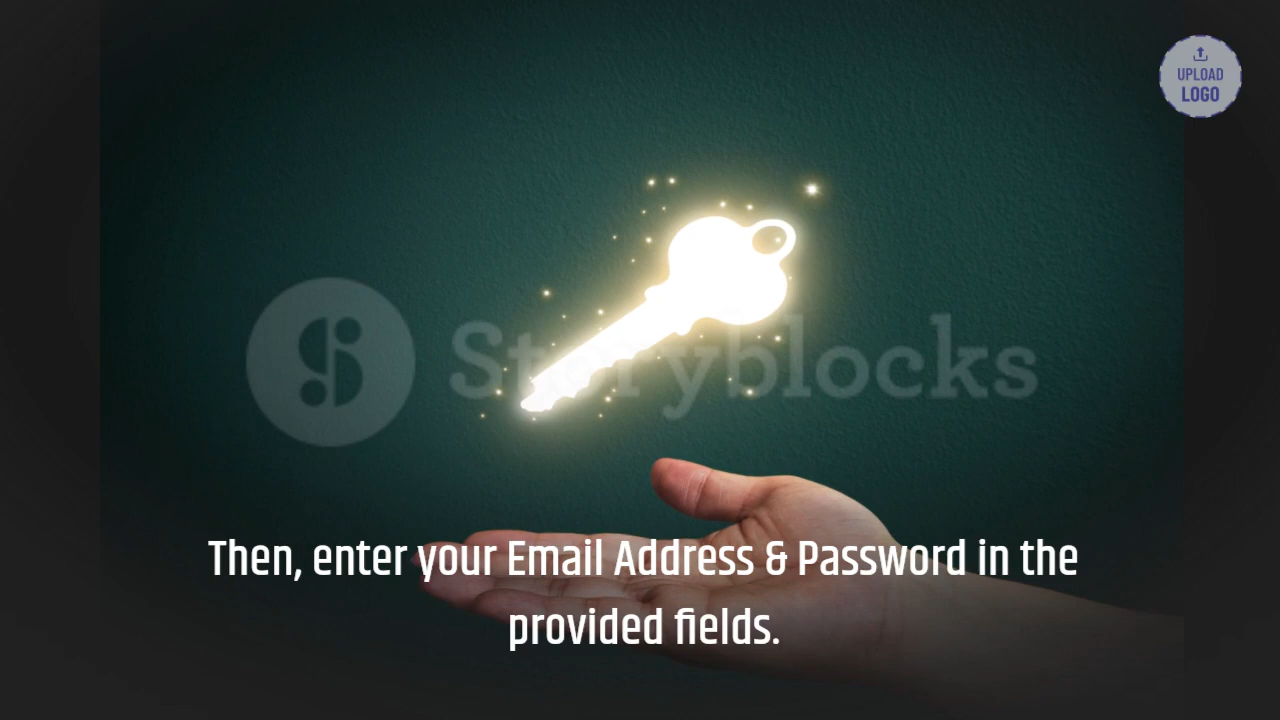 UPLOAD
LOGO
Storyblocks
Then, enter your Email Address & Password in the
provided fields.